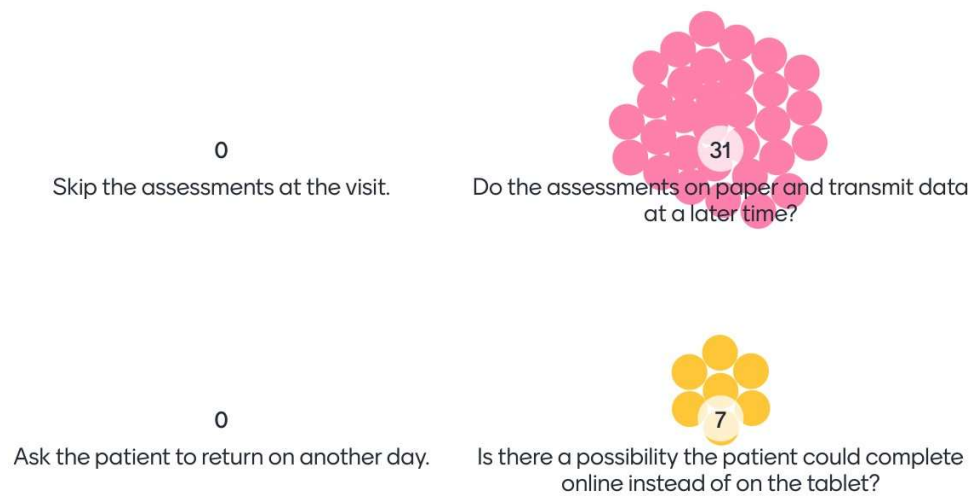 0
Skip the assessments at the visit.
31
Do the assessments on paper and transmit data
at a later time?
0
Ask the patient to return on another day.
7
Is there a possibility the patient could complete
online instead of on the tablet?